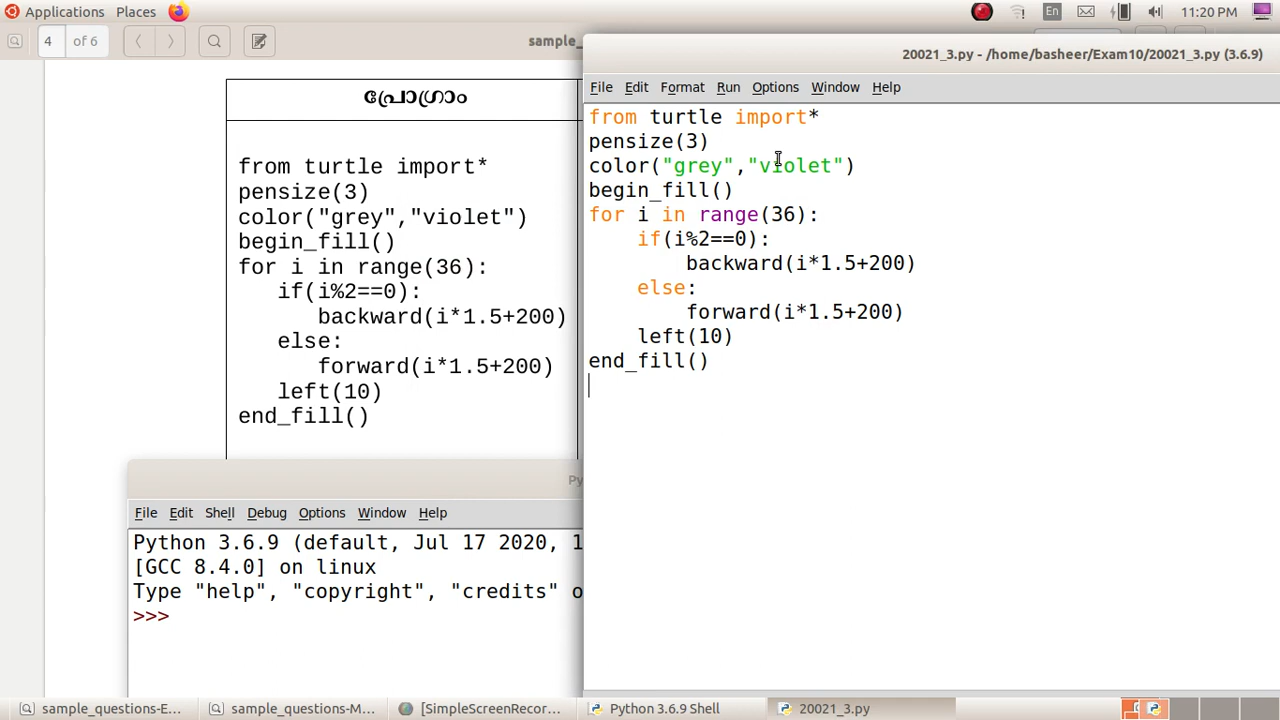 Applications Places En 11:20 PM
4 of 6 sample_
20021_3.py - /home/basheer/Exam10/20021_3.py (3.6.9)
പ്രോഗ്രാം
from turtle import*
pensize(3)
color("grey","violet")
begin_fill()
for i in range(36):
if(i%2==0):
backward(i*1.5+200)
else:
forward(i*1.5+200)
left(10)
end_fill()
File Edit Format Run Options Window Help
from turtle import*
pensize(3)
color("grey","violet")
begin_fill()
for i in range(36):
if(i%2==0):
backward(i*1.5+200)
else:
forward(i*1.5+200)
left(10)
end_fill()
Py
File Edit Shell Debug Options Window Help
Python 3.6.9 (default, Jul 17 2020, 1
[GCC 8.4.0] on linux
Type "help", "copyright", "credits" o
>>>
sample_questions-E... sample_questions-M... [SimpleScreenRecor... Python 3.6.9 Shell 20021_3.py